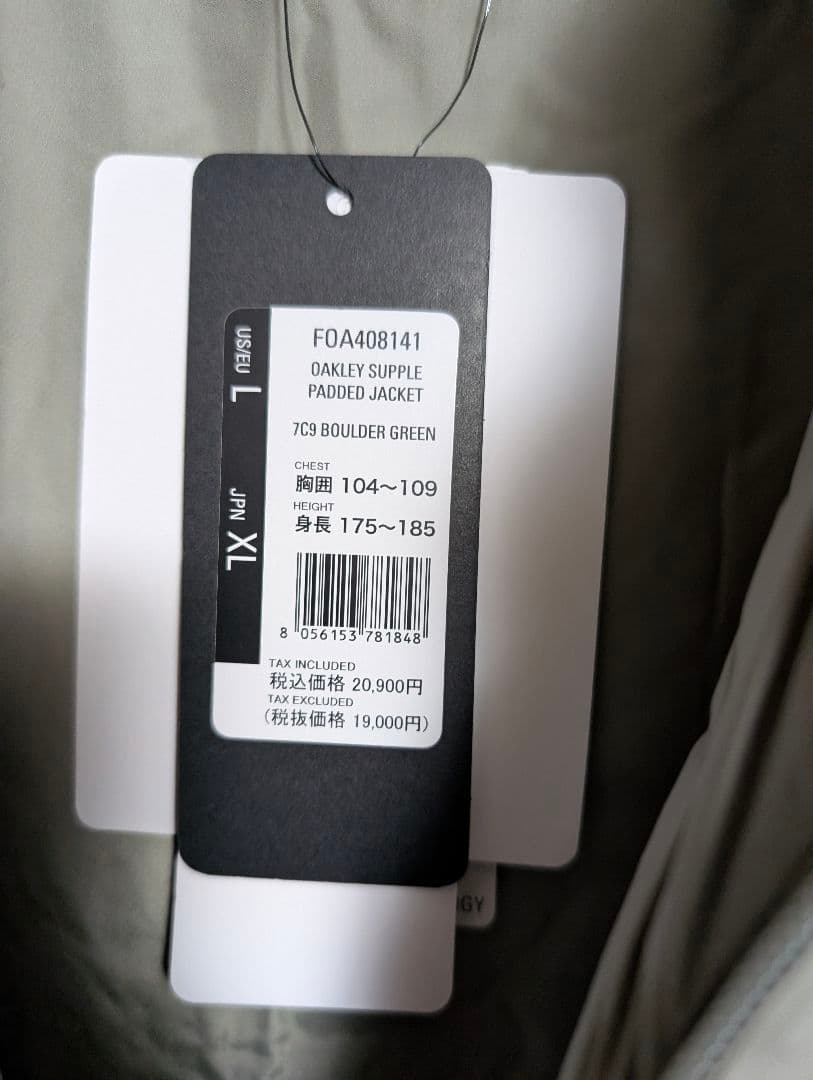 US/EU L
JPN XL
FOA408141
OAKLEY SUPPLE
PADDED JACKET
7C9 BOULDER GREEN
CHEST
胸囲 104～109
HEIGHT
身長 175～185
8 056153 781848
TAX INCLUDED
税込価格 20,900円
TAX EXCLUDED
（税抜価格 19,000円）
GY